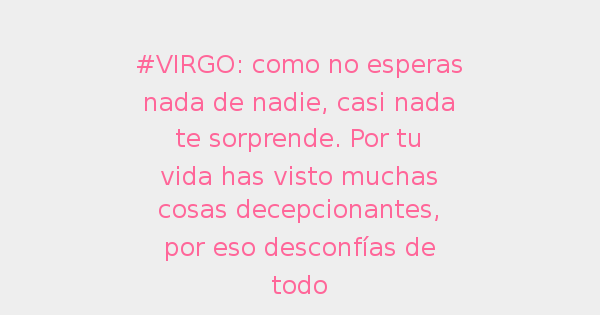 #VIRGO: como no esperas
nada de nadie, casi nada
te sorprende. Por tu
vida has visto muchas
cosas decepcionantes,
por eso desconfías de
todo